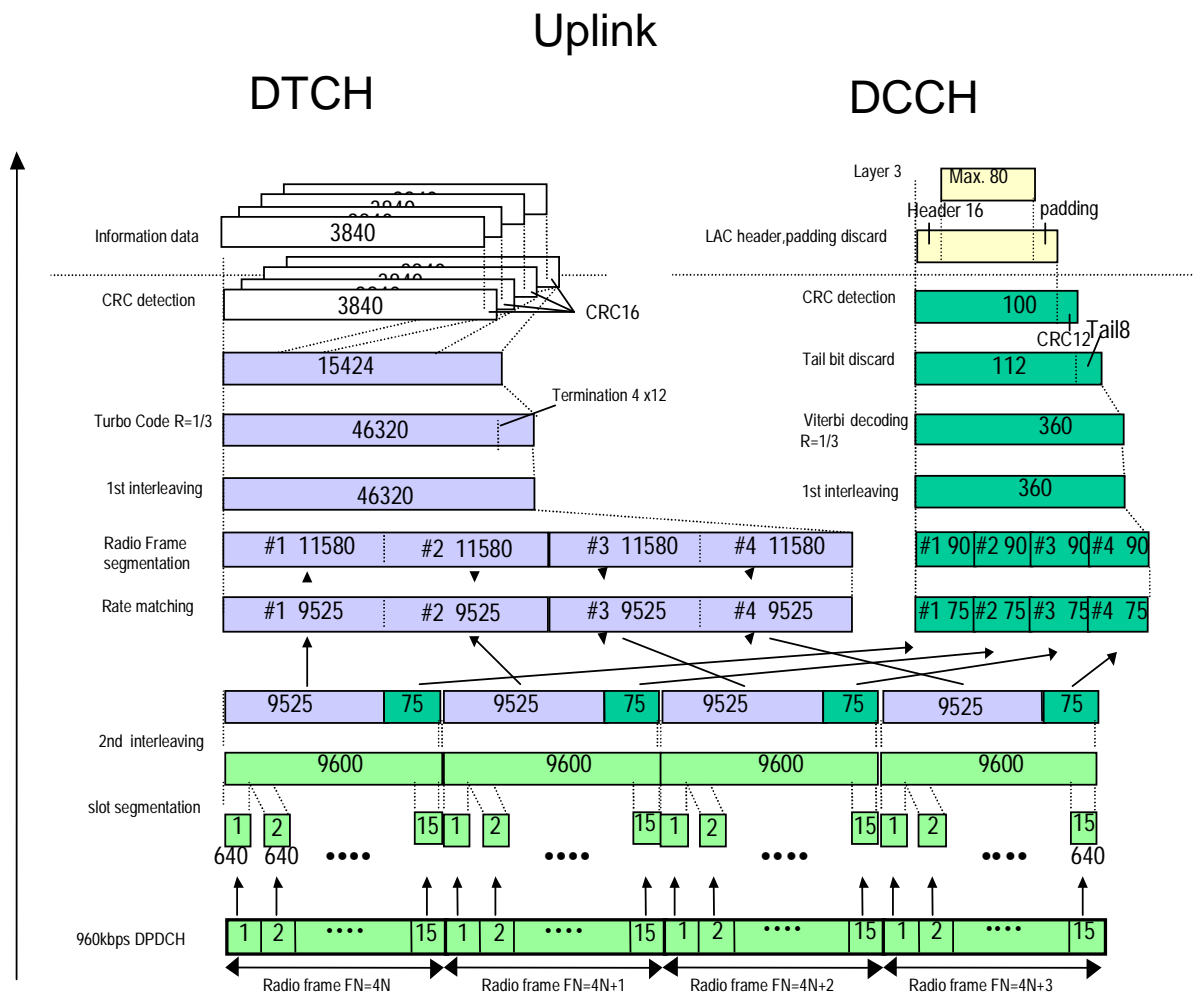 Uplink
DTCH
DCCH
Layer 3
Max. 80
Header 16
padding
Information data
3840
3840
LAC header,padding discard
CRC detection
3840
3840
CRC16
CRC detection
100
CRC12
Tail8
15424
Tail bit discard
112
Termination 4 x12
Turbo Code R=1/3
46320
Viterbi decoding
R=1/3
360
1st interleaving
46320
1st interleaving
360
Radio Frame
segmentation
#1 11580
#2 11580
#3 11580
#4 11580
#1 90
#2 90
#3 90
#4 90
Rate matching
#1 9525
#2 9525
#3 9525
#4 9525
#1 75
#2 75
#3 75
#4 75
9525
75
9525
75
9525
75
9525
75
2nd interleaving
9600
9600
9600
9600
slot segmentation
1
2
15
1
2
15
1
2
15
1
2
15
640
640
••••
••••
••••
••••
640
960kbps DPDCH
1
2
••••
15
1
2
••••
15
1
2
••••
15
1
2
••••
15
Radio frame FN=4N
Radio frame FN=4N+1
Radio frame FN=4N+2
Radio frame FN=4N+3